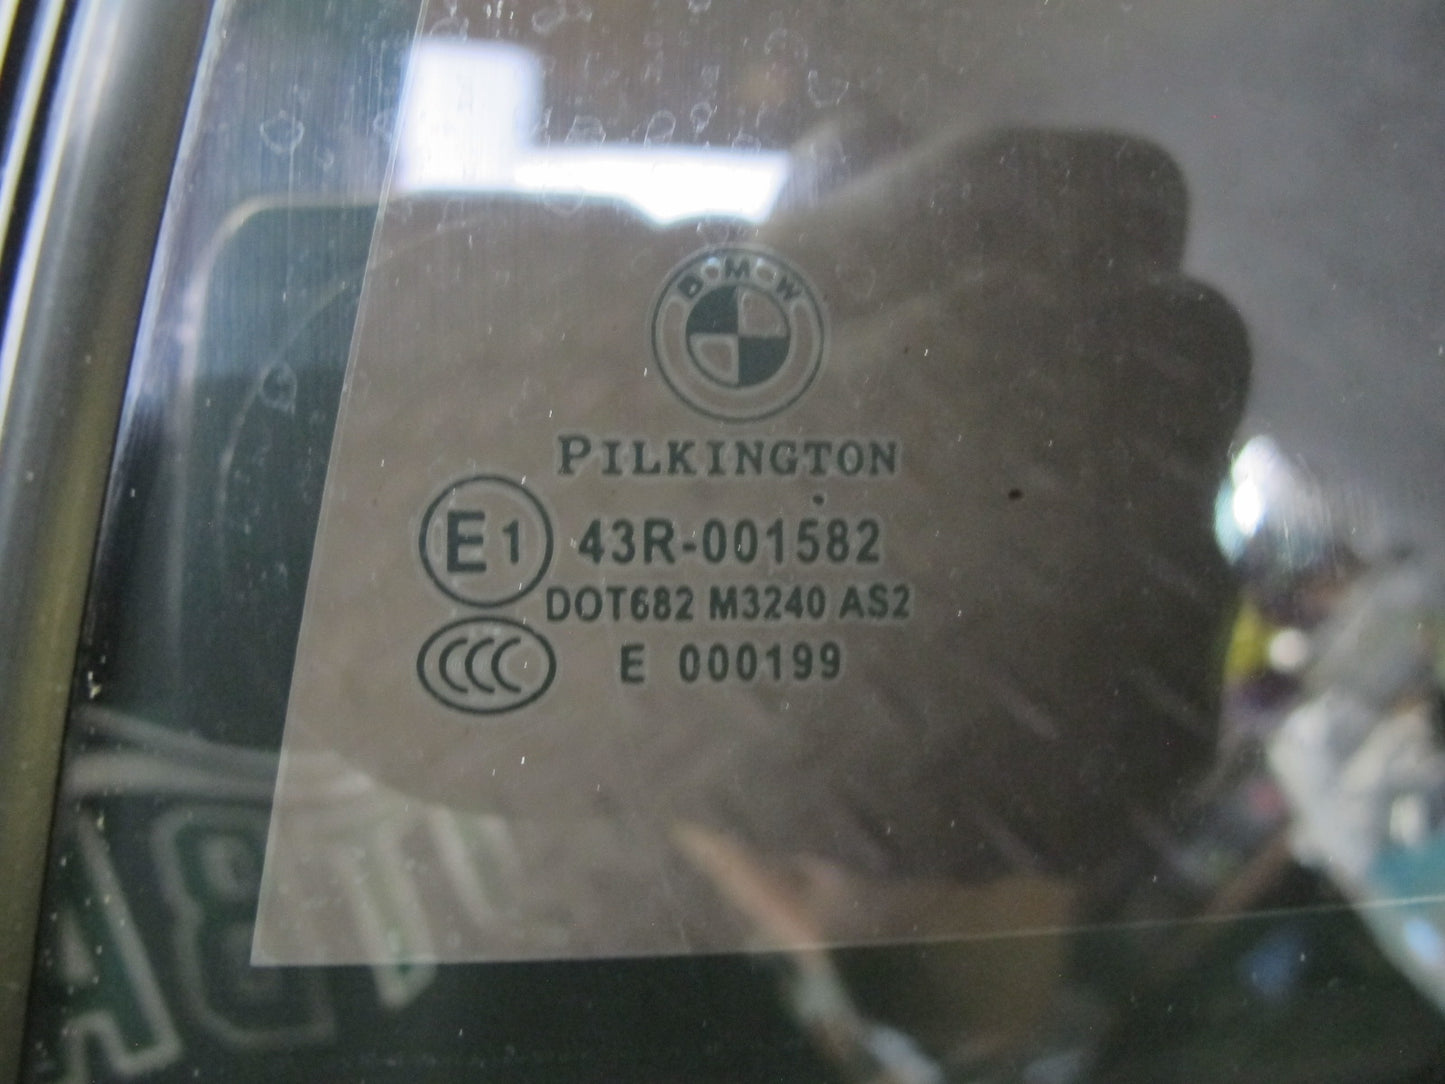 BMW
PILKINGTON
E1 43R-001582
DOT682 M3240 AS2
CCC E 000199